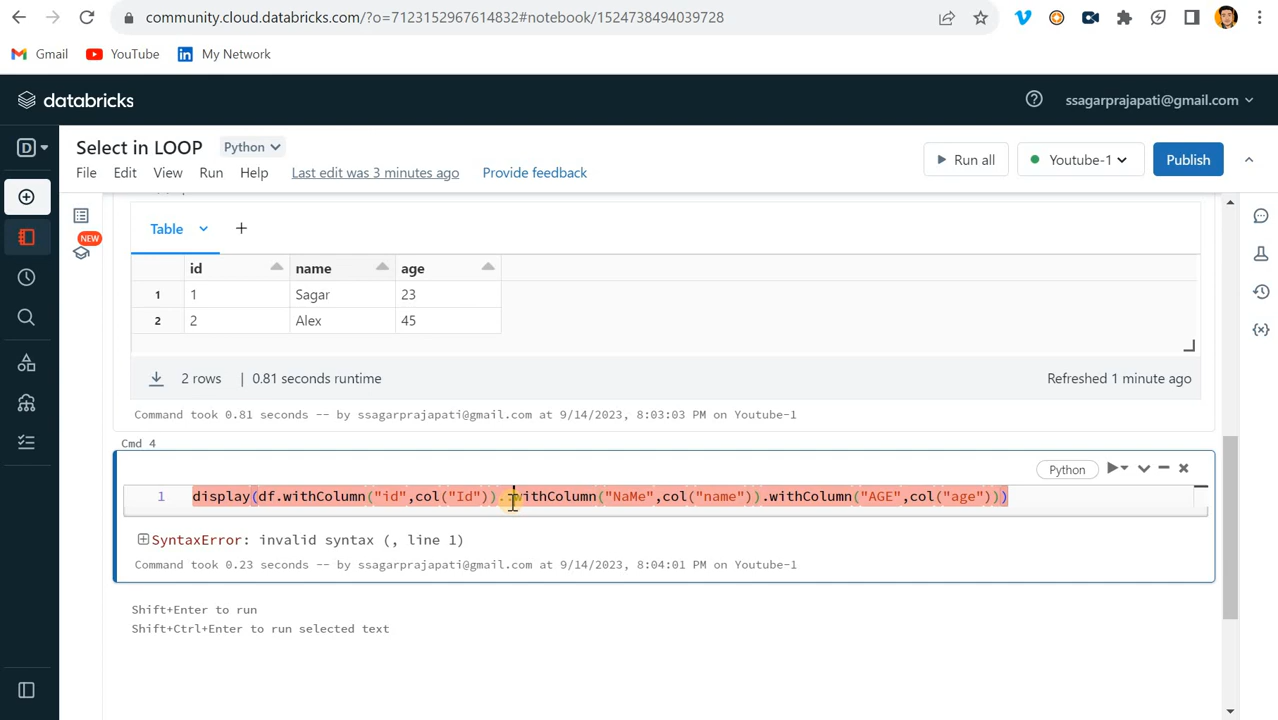 community.cloud.databricks.com/?o=7123152967614832#notebook/1524738494039728
Gmail YouTube My Network
databricks
ssagarprajapati@gmail.com
D
Select in LOOP Python
File Edit View Run Help Last edit was 3 minutes ago Provide feedback
Run all Youtube-1 Publish
NEW
Table +
id name age
1 1 Sagar 23
2 2 Alex 45
2 rows | 0.81 seconds runtime Refreshed 1 minute ago
Command took 0.81 seconds -- by ssagarprajapati@gmail.com at 9/14/2023, 8:03:03 PM on Youtube-1
Cmd 4
Python
1 display(df.withColumn("id",col("Id")). .withColumn("NaMe",col("name")).withColumn("AGE",col("age")))
SyntaxError: invalid syntax (, line 1)
Command took 0.23 seconds -- by ssagarprajapati@gmail.com at 9/14/2023, 8:04:01 PM on Youtube-1
Shift+Enter to run
Shift+Ctrl+Enter to run selected text